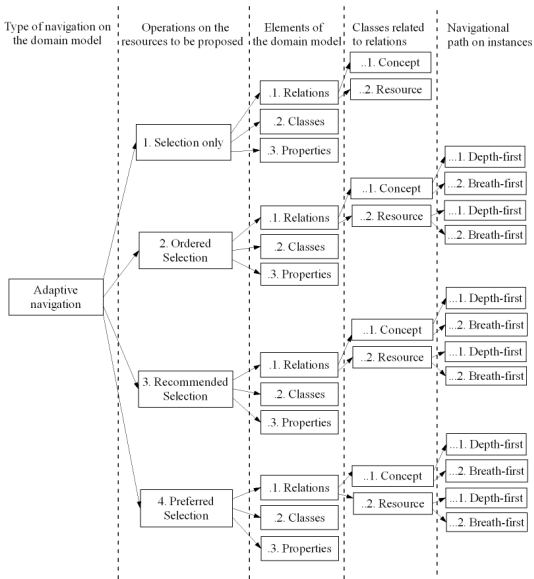 Type of navigation on
the domain model
Operations on the
resources to be proposed
Elements of
the domain model
Classes related
to relations
Navigational
path on instances
Adaptive
navigation
1. Selection only
.1. Relations
..1. Concept
..2. Resource
.2. Classes
.3. Properties
2. Ordered
Selection
.1. Relations
..1. Concept
...1. Depth-first
...2. Breath-first
..2. Resource
...1. Depth-first
...2. Breath-first
.2. Classes
.3. Properties
3. Recommended
Selection
.1. Relations
..1. Concept
...1. Depth-first
...2. Breath-first
..2. Resource
...1. Depth-first
...2. Breath-first
.2. Classes
.3. Properties
4. Preferred
Selection
.1. Relations
..1. Concept
...1. Depth-first
...2. Breath-first
..2. Resource
...1. Depth-first
...2. Breath-first
.2. Classes
.3. Properties